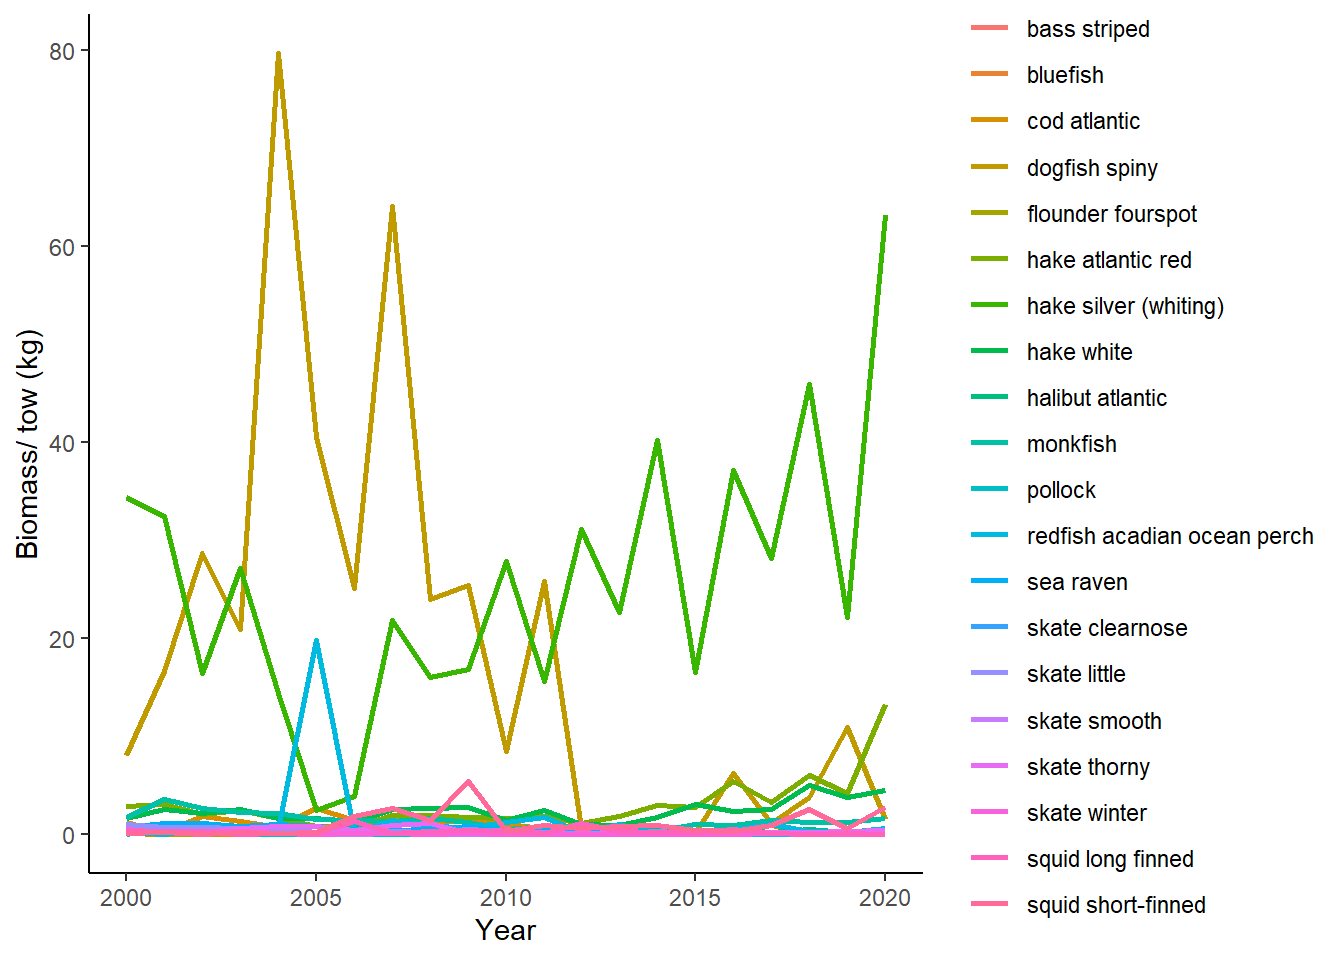 80
60
40
20
0
Biomass/ tow (kg)
2000
2005
2010
2015
2020
Year
bass striped
bluefish
cod atlantic
dogfish spiny
flounder fourspot
hake atlantic red
hake silver (whiting)
hake white
halibut atlantic
monkfish
pollock
redfish acadian ocean perch
sea raven
skate clearnose
skate little
skate smooth
skate thorny
skate winter
squid long finned
squid short-finned